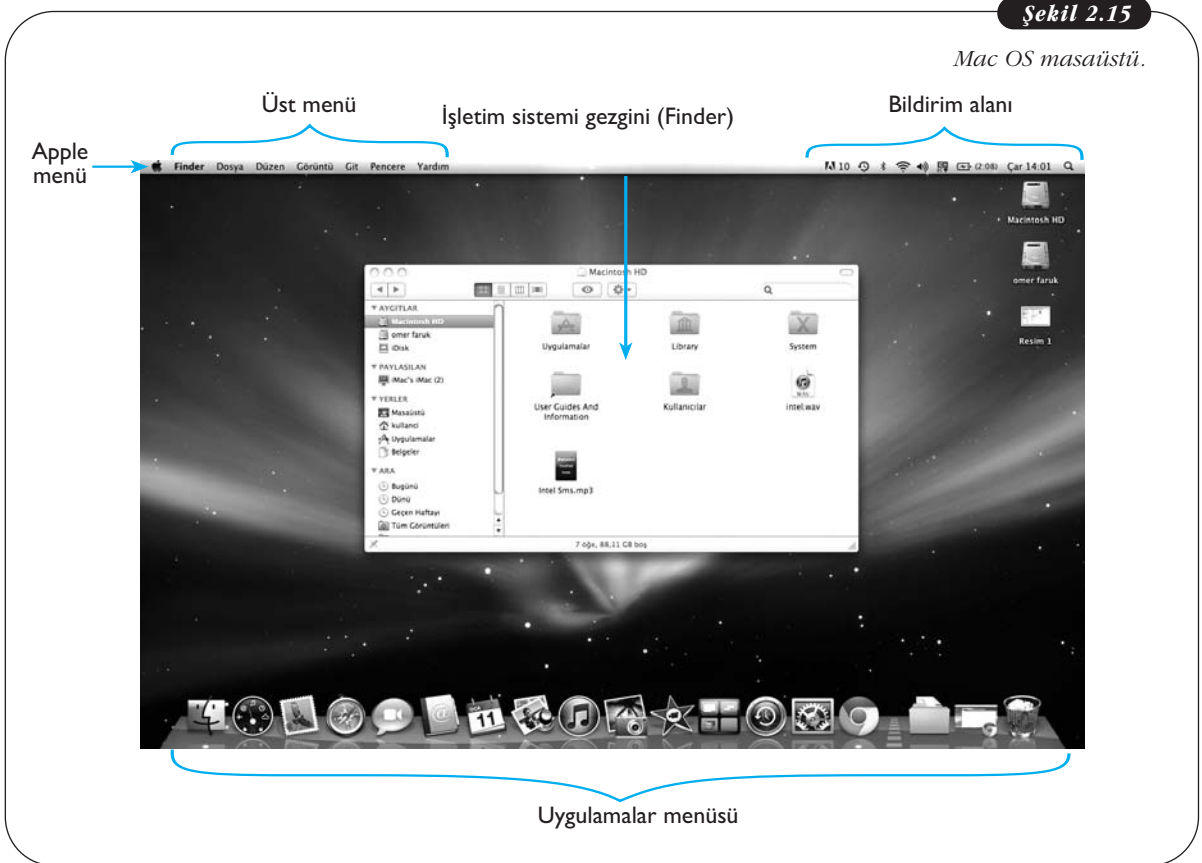 Şekil 2.15
Mac OS masaüstü.
Üst menü
İşletim sistemi gezgini (Finder)
Bildirim alanı
Apple
menü
Finder Dosya Düzen Görüntü Git Pencere Yardım
10 (2:08) Çar 14:01
Macintosh HD
omer faruk
Resim 1
Macintosh HD
AYGITLAR
Macintosh HD
omer faruk
iDisk
PAYLAŞILAN
iMac's iMac (2)
YERLER
Masaüstü
kullanci
Uygulamalar
Belgeler
ARA
Bugünü
Dünü
Geçen Haftayı
Tüm Görüntüleri
Uygulamalar
Library
System
User Guides And
Information
Kullanıcılar
intel.wav
Intel Sms.mp3
7 öğe, 88,11 GB boş
11
Uygulamalar menüsü